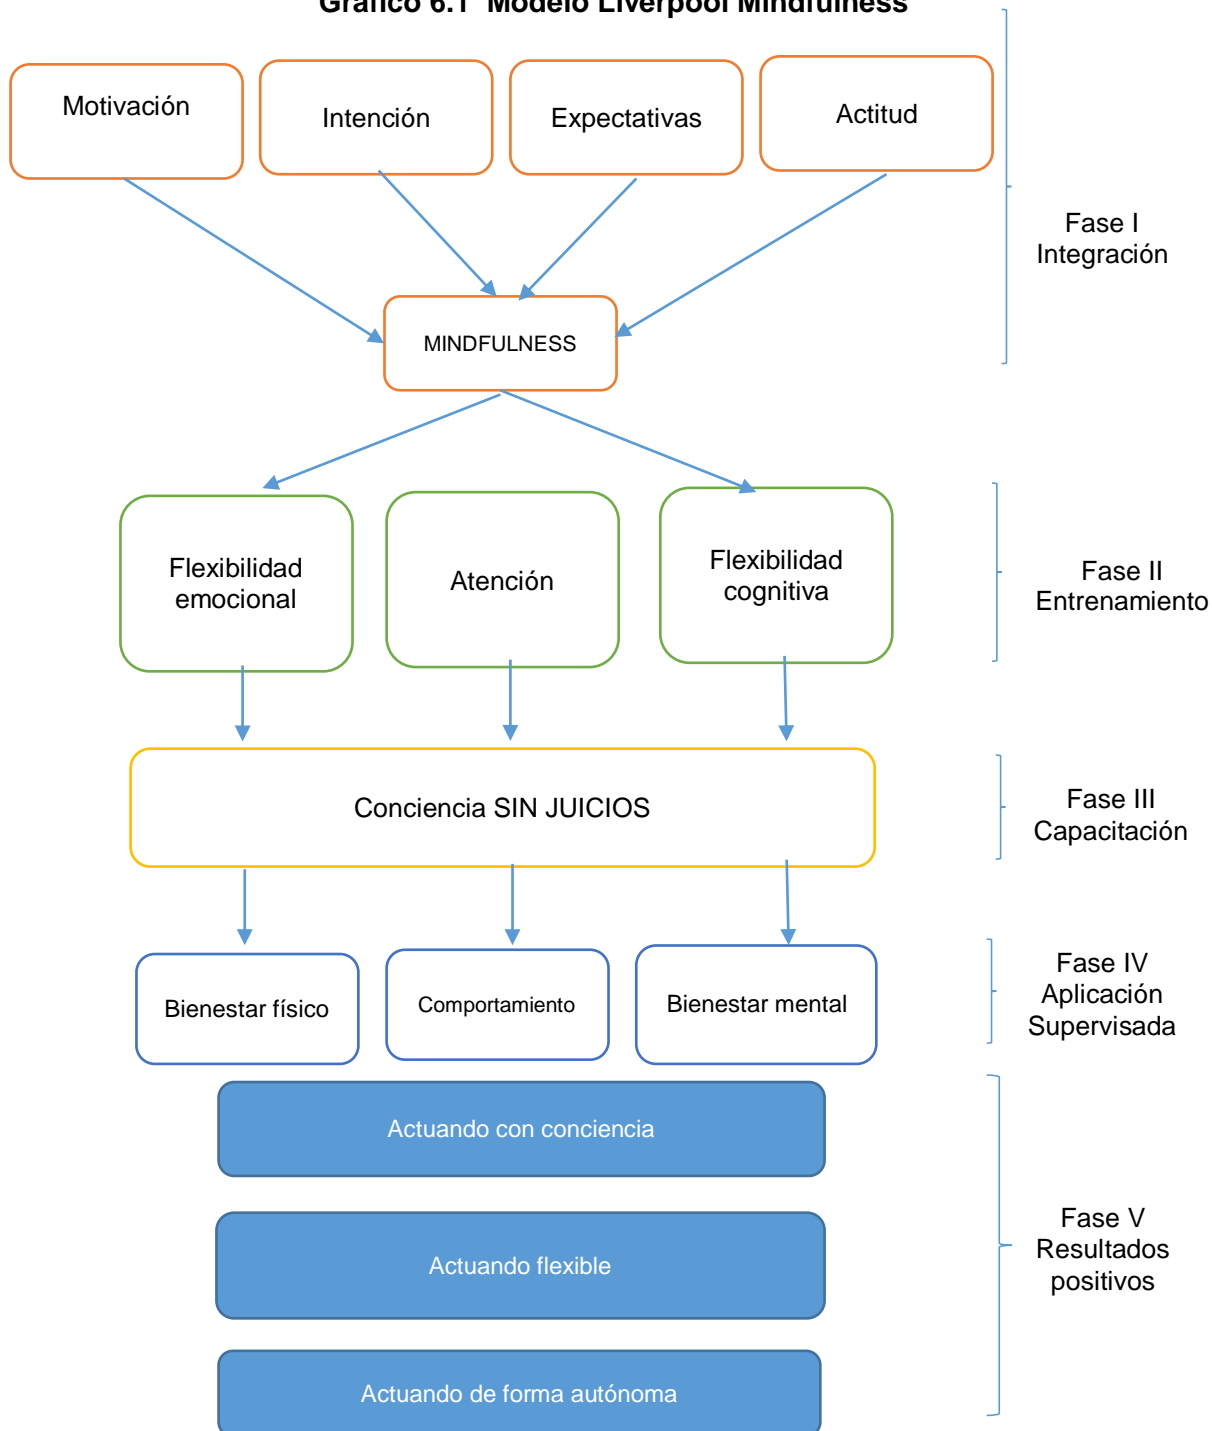 Gráfico 6.1 Modelo Liverpool Mindfulness
Motivación
Intención
Expectativas
Actitud
Fase I
Integración
MINDFULNESS
Flexibilidad
emocional
Atención
Flexibilidad
cognitiva
Fase II
Entrenamiento
Conciencia SIN JUICIOS
Fase III
Capacitación
Bienestar físico
Comportamiento
Bienestar mental
Fase IV
Aplicación
Supervisada
Actuando con conciencia
Actuando flexible
Actuando de forma autónoma
Fase V
Resultados
positivos